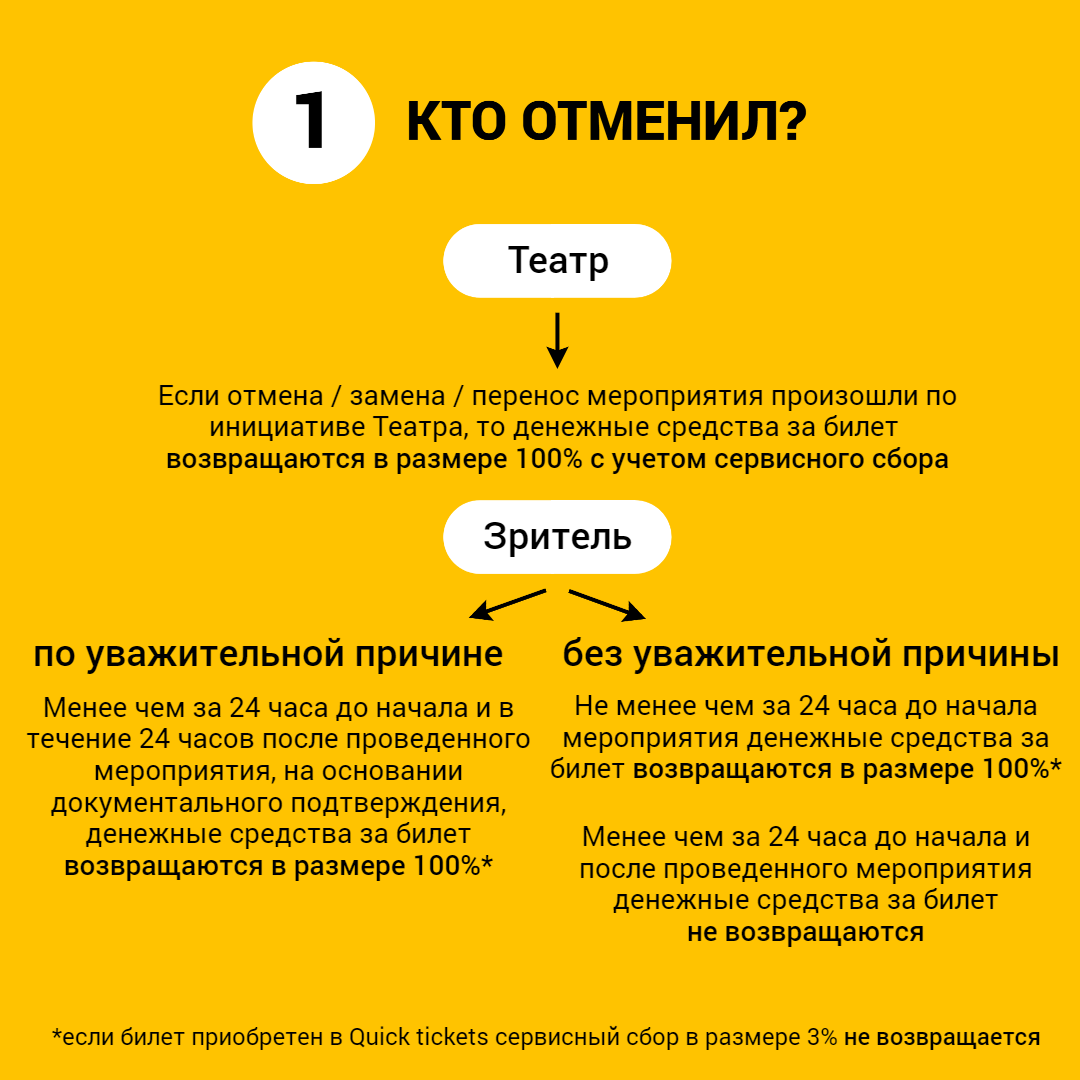 1 КТО ОТМЕНИЛ?
Театр
Если отмена / замена / перенос мероприятия произошли по
инициативе Театра, то денежные средства за билет
возвращаются в размере 100% с учетом сервисного сбора
Зритель
по уважительной причине
Менее чем за 24 часа до начала и в
течение 24 часов после проведенного
мероприятия, на основании
документального подтверждения,
денежные средства за билет
возвращаются в размере 100%*
без уважительной причины
Не менее чем за 24 часа до начала
мероприятия денежные средства за
билет возвращаются в размере 100%*
Менее чем за 24 часа до начала и
после проведенного мероприятия
денежные средства за билет
не возвращаются
*если билет приобретен в Quick tickets сервисный сбор в размере 3% не возвращается